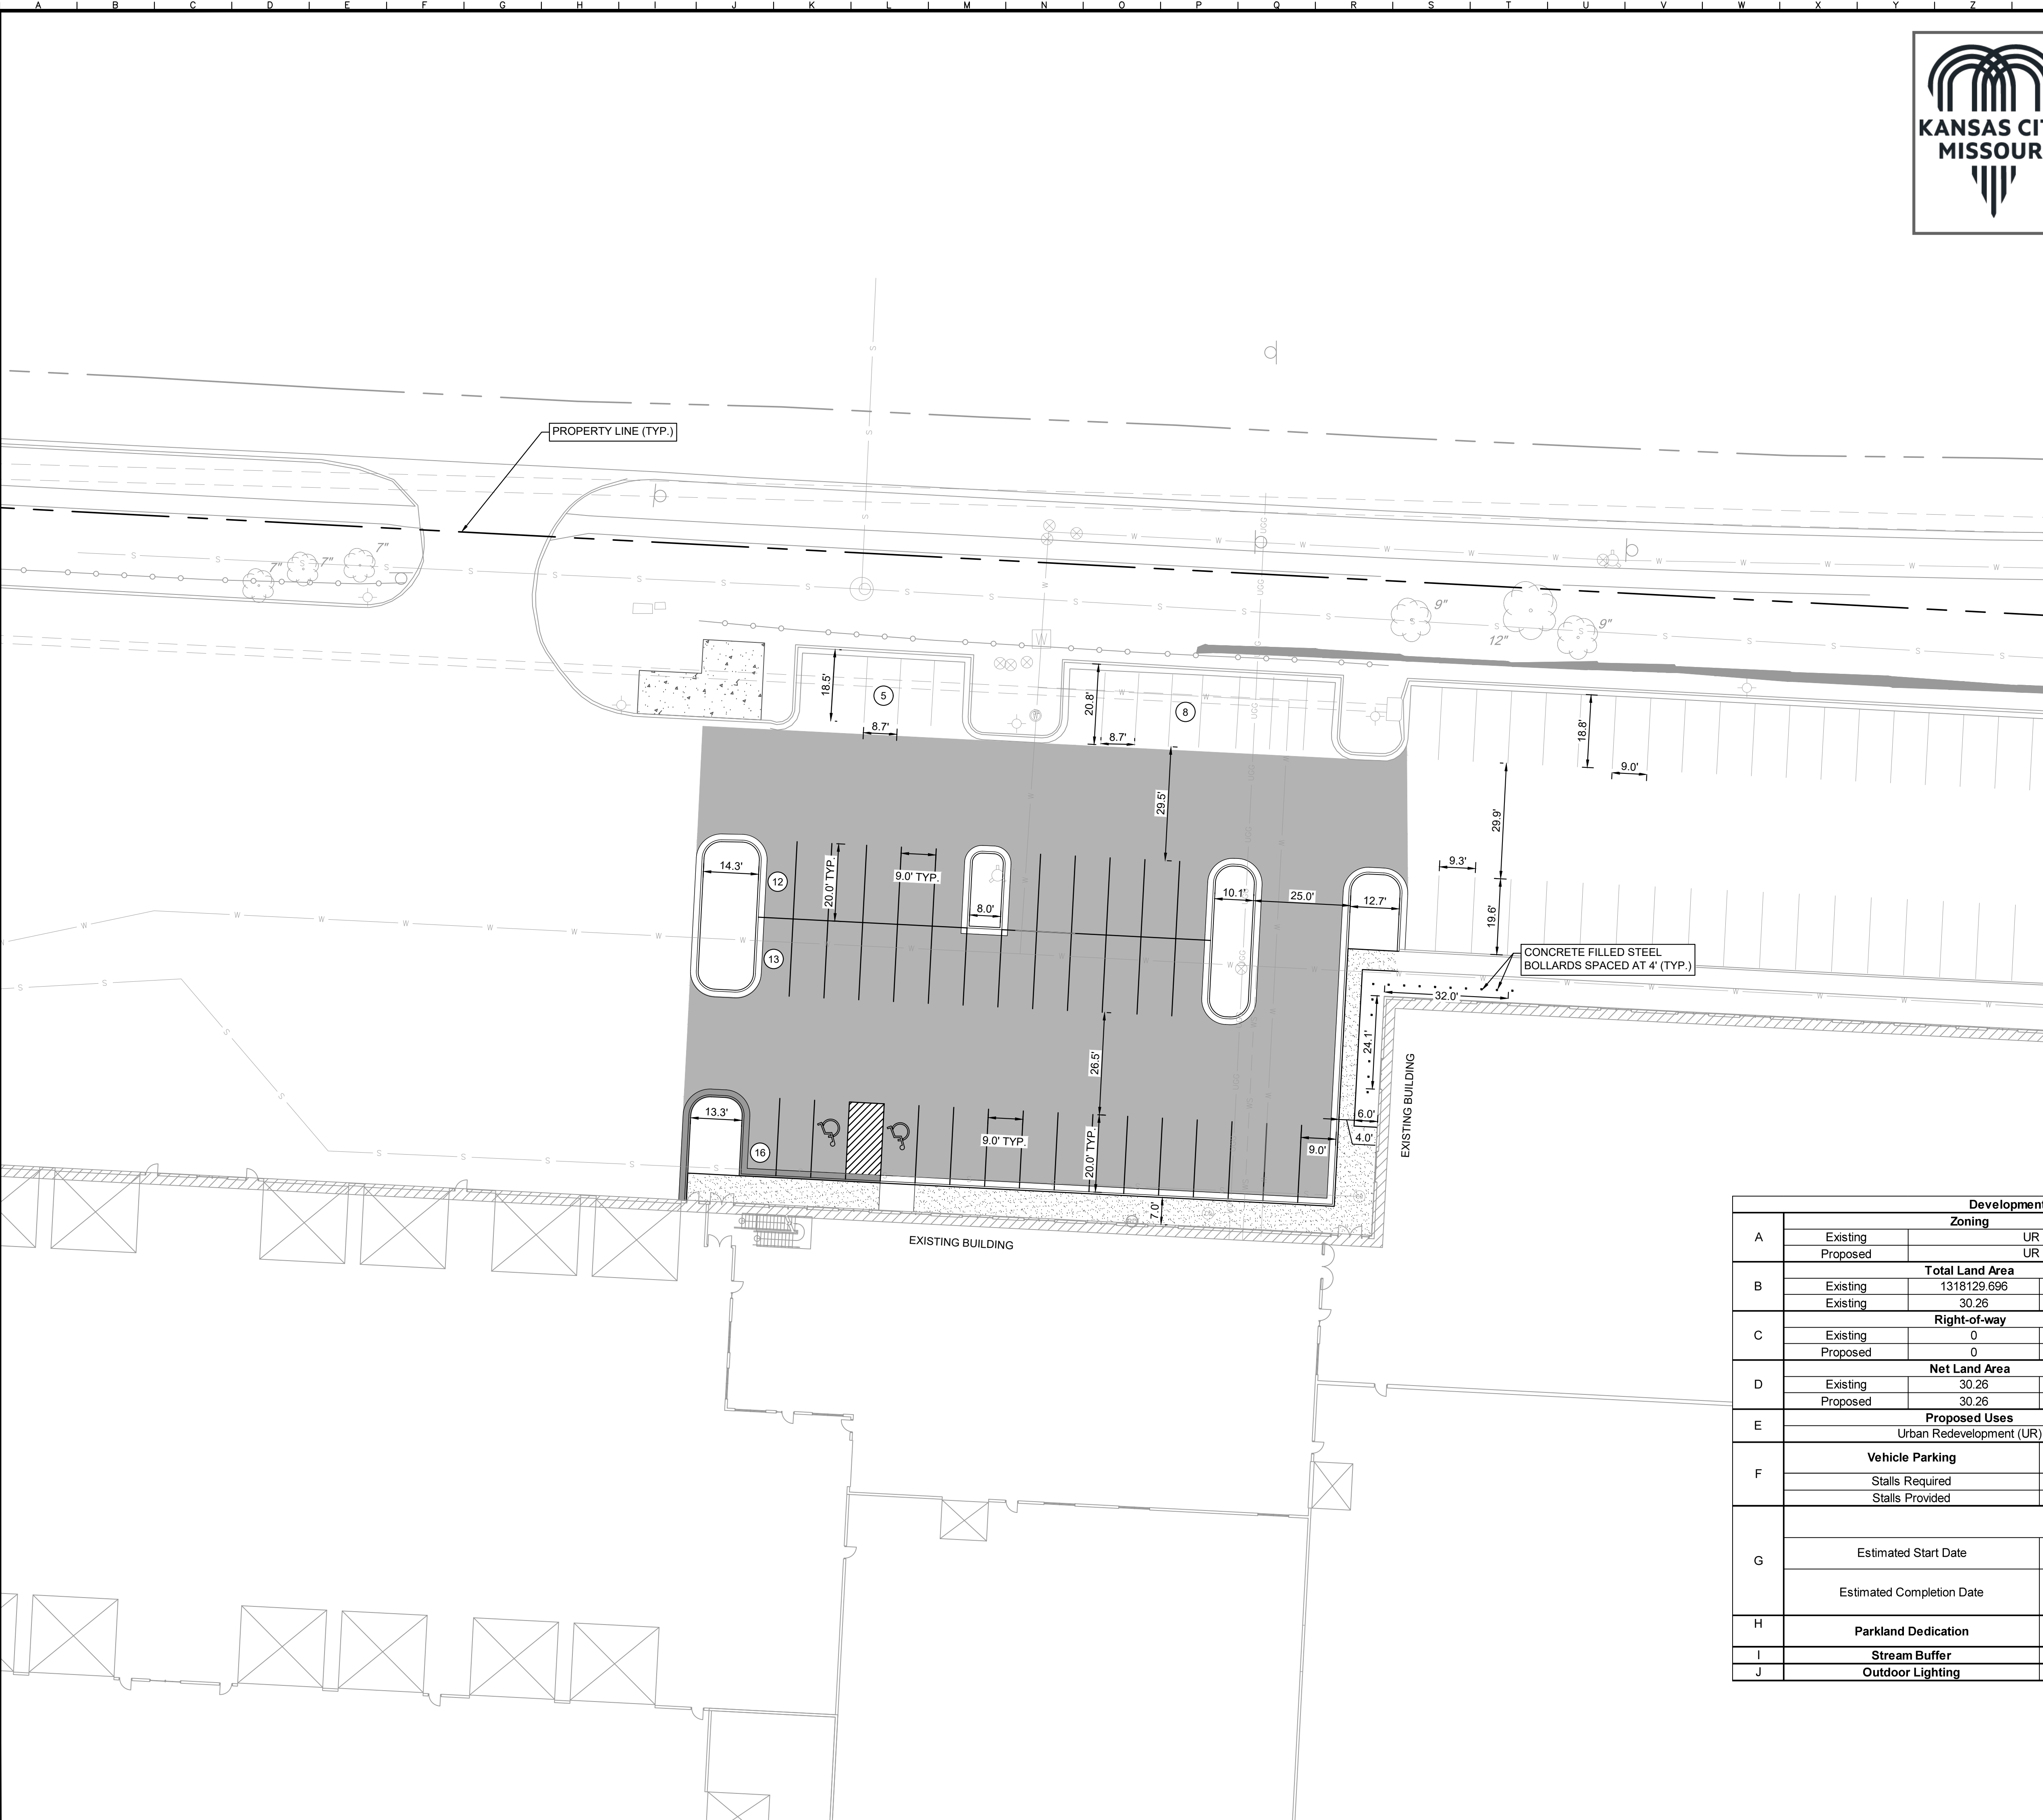 A B C D E F G H I J K L M N O P Q R S T U V W X Y Z
KANSAS CI
MISSOUR
PROPERTY LINE (TYP.)
S
S
S
7"
7"
7"
9"
12"
9"
W
UGG
18.5'
5
8.7'
20.8'
8
8.7'
18.8'
9.0'
29.5'
29.9'
14.3'
12
20.0' TYP.
9.0' TYP.
8.0'
10.1'
25.0'
12.7'
9.3'
19.6'
13
CONCRETE FILLED STEEL
BOLLARDS SPACED AT 4' (TYP.)
32.0'
24.1'
26.5'
EXISTING BUILDING
13.3'
16
9.0' TYP.
20.0' TYP.
9.0'
6.0'
4.0'
7.0'
EXISTING BUILDING
Development
A
Zoning
Existing UR
Proposed UR
B
Total Land Area
Existing 1318129.696
Existing 30.26
C
Right-of-way
Existing 0
Proposed 0
D
Net Land Area
Existing 30.26
Proposed 30.26
E
Proposed Uses
Urban Redevelopment (UR)
F
Vehicle Parking
Stalls Required
Stalls Provided
G
Estimated Start Date
Estimated Completion Date
H
Parkland Dedication
I
Stream Buffer
J
Outdoor Lighting